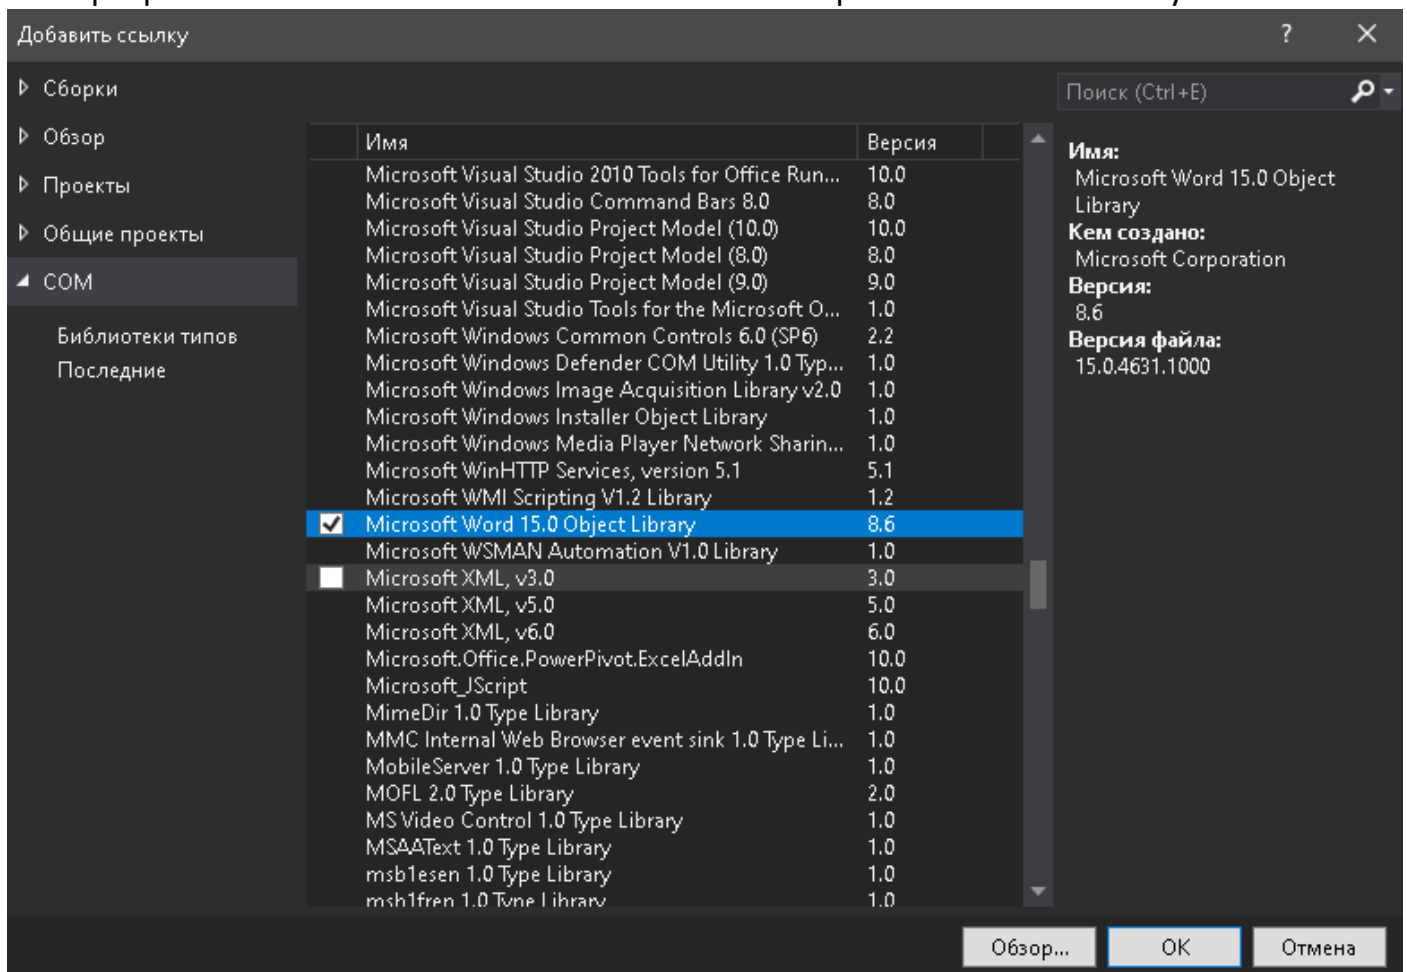 Добавить ссылку
?
Сборки
Поиск (Ctrl+E)
Обзор
Проекты
Общие проекты
COM
Библиотеки типов
Последние
Имя Версия
Microsoft Visual Studio 2010 Tools for Office Run... 10.0
Microsoft Visual Studio Command Bars 8.0 8.0
Microsoft Visual Studio Project Model (10.0) 10.0
Microsoft Visual Studio Project Model (8.0) 8.0
Microsoft Visual Studio Project Model (9.0) 9.0
Microsoft Visual Studio Tools for the Microsoft O... 1.0
Microsoft Windows Common Controls 6.0 (SP6) 2.2
Microsoft Windows Defender COM Utility 1.0 Typ... 1.0
Microsoft Windows Image Acquisition Library v2.0 1.0
Microsoft Windows Installer Object Library 1.0
Microsoft Windows Media Player Network Sharin... 1.0
Microsoft WinHTTP Services, version 5.1 5.1
Microsoft WMI Scripting V1.2 Library 1.2
Microsoft Word 15.0 Object Library 8.6
Microsoft WSMAN Automation V1.0 Library 1.0
Microsoft XML, v3.0 3.0
Microsoft XML, v5.0 5.0
Microsoft XML, v6.0 6.0
Microsoft.Office.PowerPivot.ExcelAddIn 10.0
Microsoft_JScript 10.0
MimeDir 1.0 Type Library 1.0
MMC Internal Web Browser event sink 1.0 Type Li... 1.0
MobileServer 1.0 Type Library 1.0
MOFL 2.0 Type Library 2.0
MS Video Control 1.0 Type Library 1.0
MSAAText 1.0 Type Library 1.0
msb1esen 1.0 Type Library 1.0
msb1fren 1.0 Type Library 1.0
Имя:
Microsoft Word 15.0 Object
Library
Кем создано:
Microsoft Corporation
Версия:
8.6
Версия файла:
15.0.4631.1000
Обзор... OK Отмена